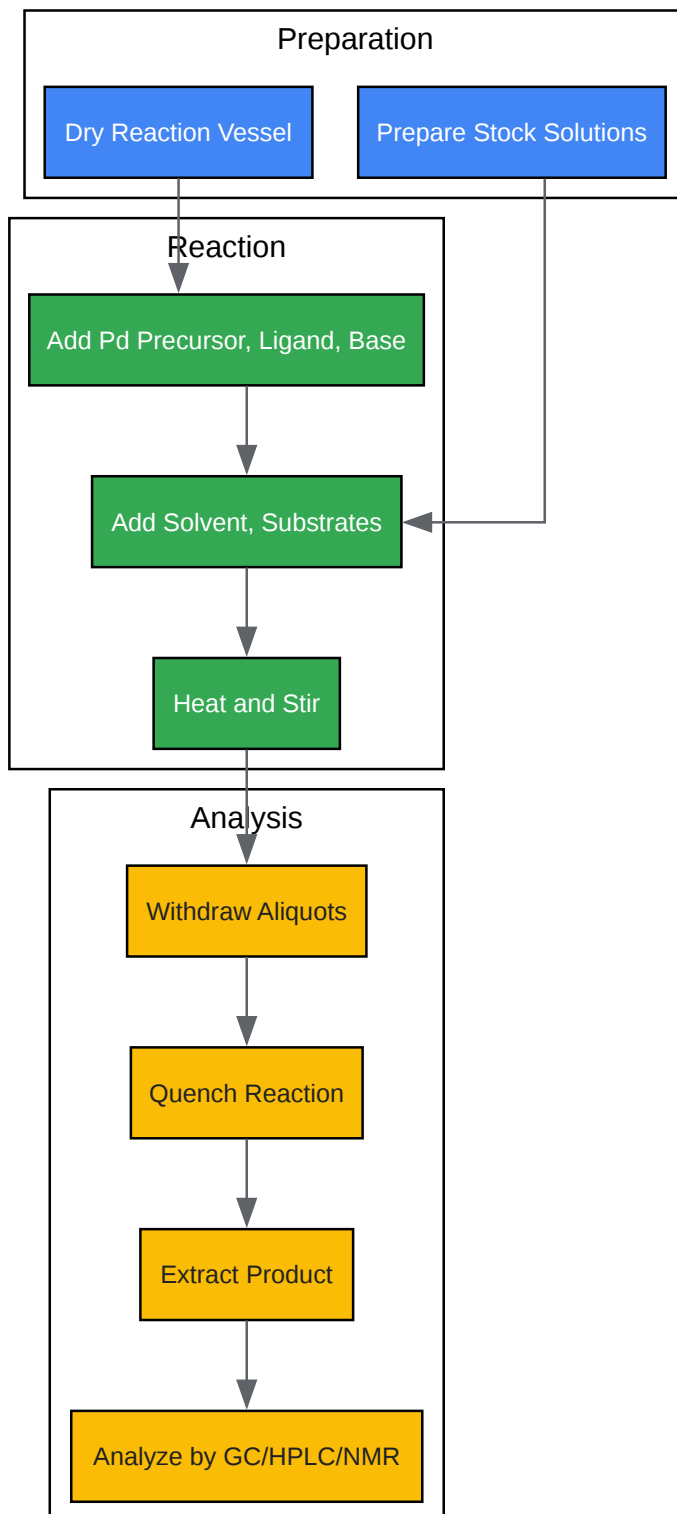 Preparation
Dry Reaction Vessel
Prepare Stock Solutions
Reaction
Add Pd Precursor, Ligand, Base
Add Solvent, Substrates
Heat and Stir
Analysis
Withdraw Aliquots
Quench Reaction
Extract Product
Analyze by GC/HPLC/NMR